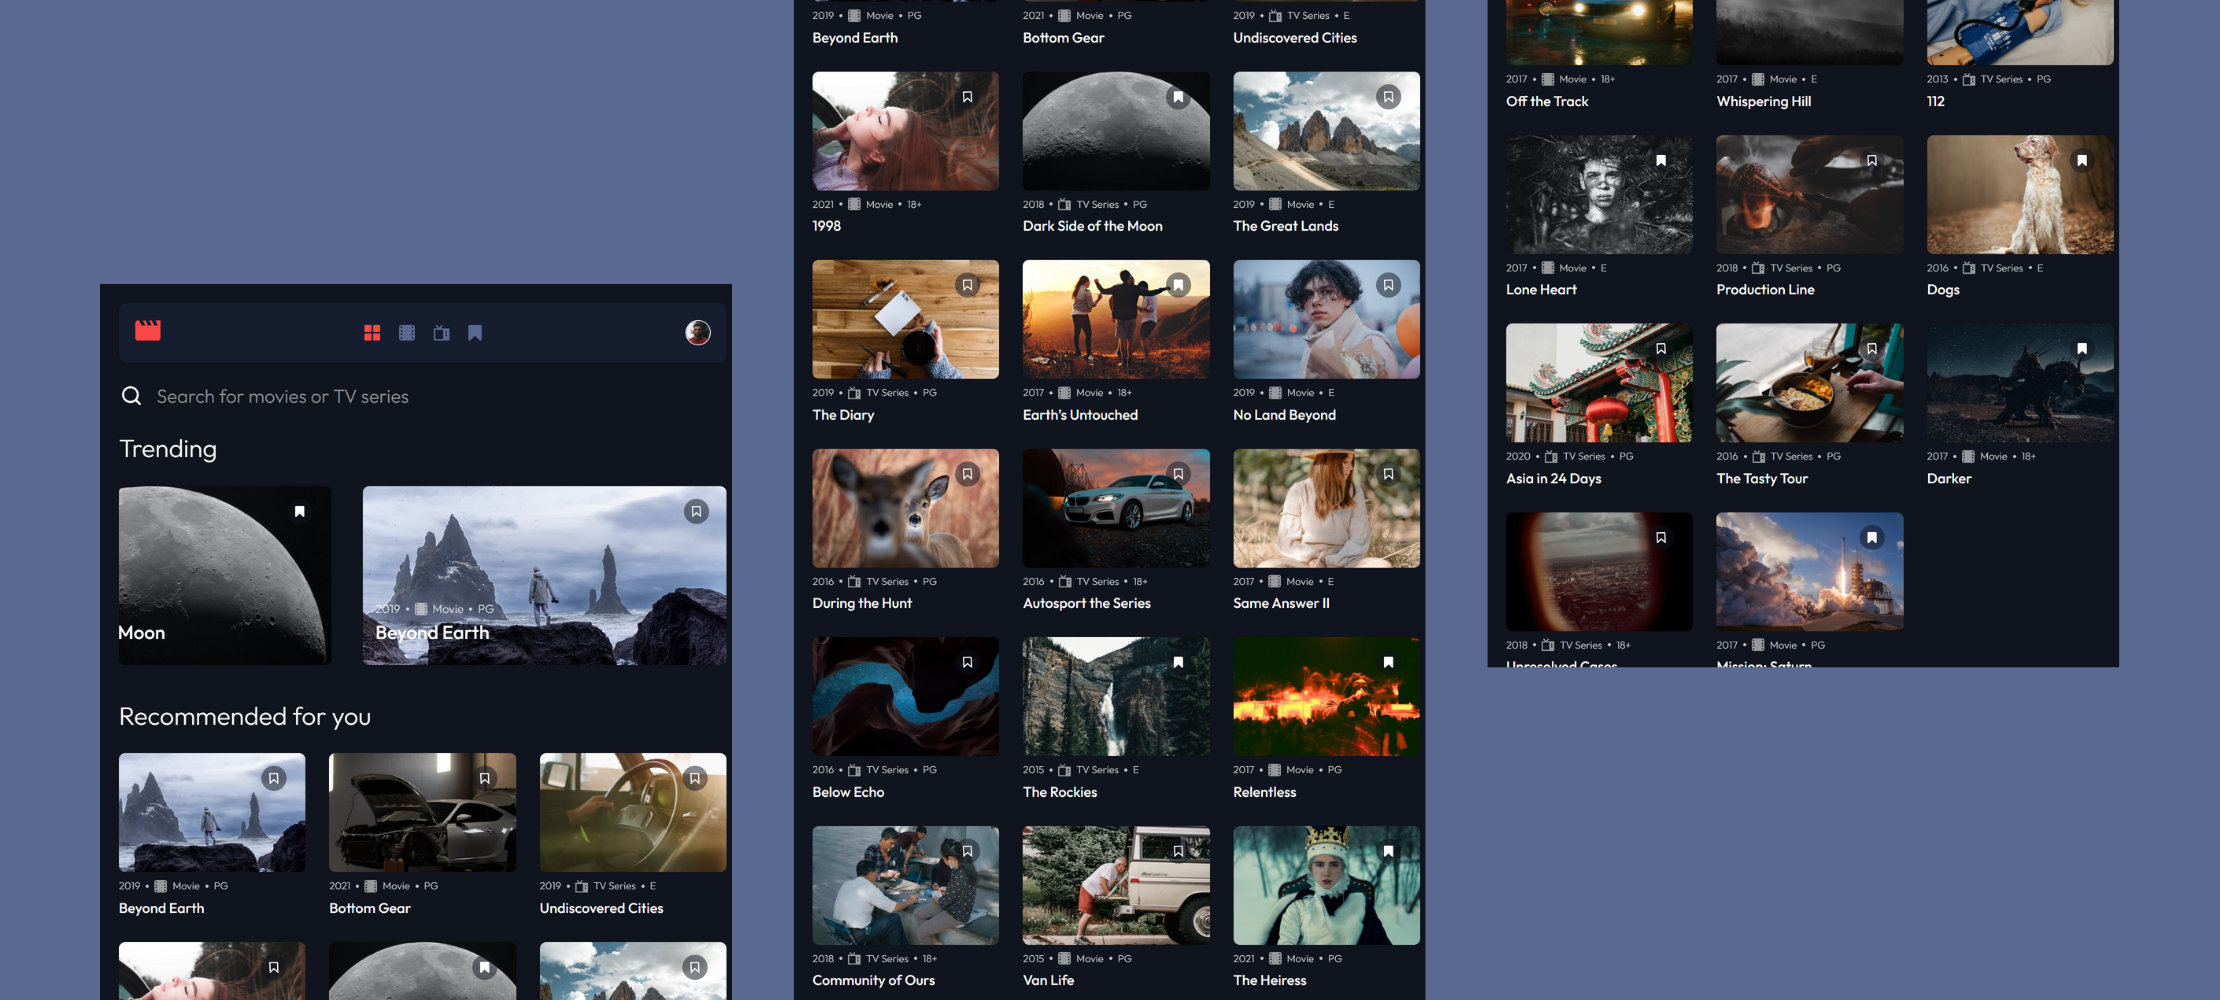 Search for movies or TV series
Trending
Moon
2019 • Movie • PG
Beyond Earth
Recommended for you
2019 • Movie • PG
Beyond Earth
2021 • Movie • PG
Bottom Gear
2019 • TV Series • E
Undiscovered Cities
2019 • Movie • PG
Beyond Earth
2021 • Movie • PG
Bottom Gear
2019 • TV Series • E
Undiscovered Cities
2021 • Movie • 18+
1998
2018 • TV Series • PG
Dark Side of the Moon
2019 • Movie • E
The Great Lands
2019 • TV Series • PG
The Diary
2017 • Movie • 18+
Earth's Untouched
2019 • Movie • E
No Land Beyond
2016 • TV Series • PG
During the Hunt
2016 • TV Series • 18+
Autosport the Series
2017 • Movie • E
Same Answer II
2016 • TV Series • PG
Below Echo
2015 • TV Series • E
The Rockies
2017 • Movie • PG
Relentless
2018 • TV Series • 18+
Community of Ours
2015 • Movie • PG
Van Life
2021 • Movie • PG
The Heiress
2017 • Movie • 18+
Off the Track
2017 • Movie • E
Whispering Hill
2013 • TV Series • PG
112
2017 • Movie • E
Lone Heart
2018 • TV Series • PG
Production Line
2016 • TV Series • E
Dogs
2020 • TV Series • PG
Asia in 24 Days
2016 • TV Series • PG
The Tasty Tour
2017 • Movie • 18+
Darker
2018 • TV Series • 18+
Unresolved Cases
2017 • Movie • PG
Mission: Saturn